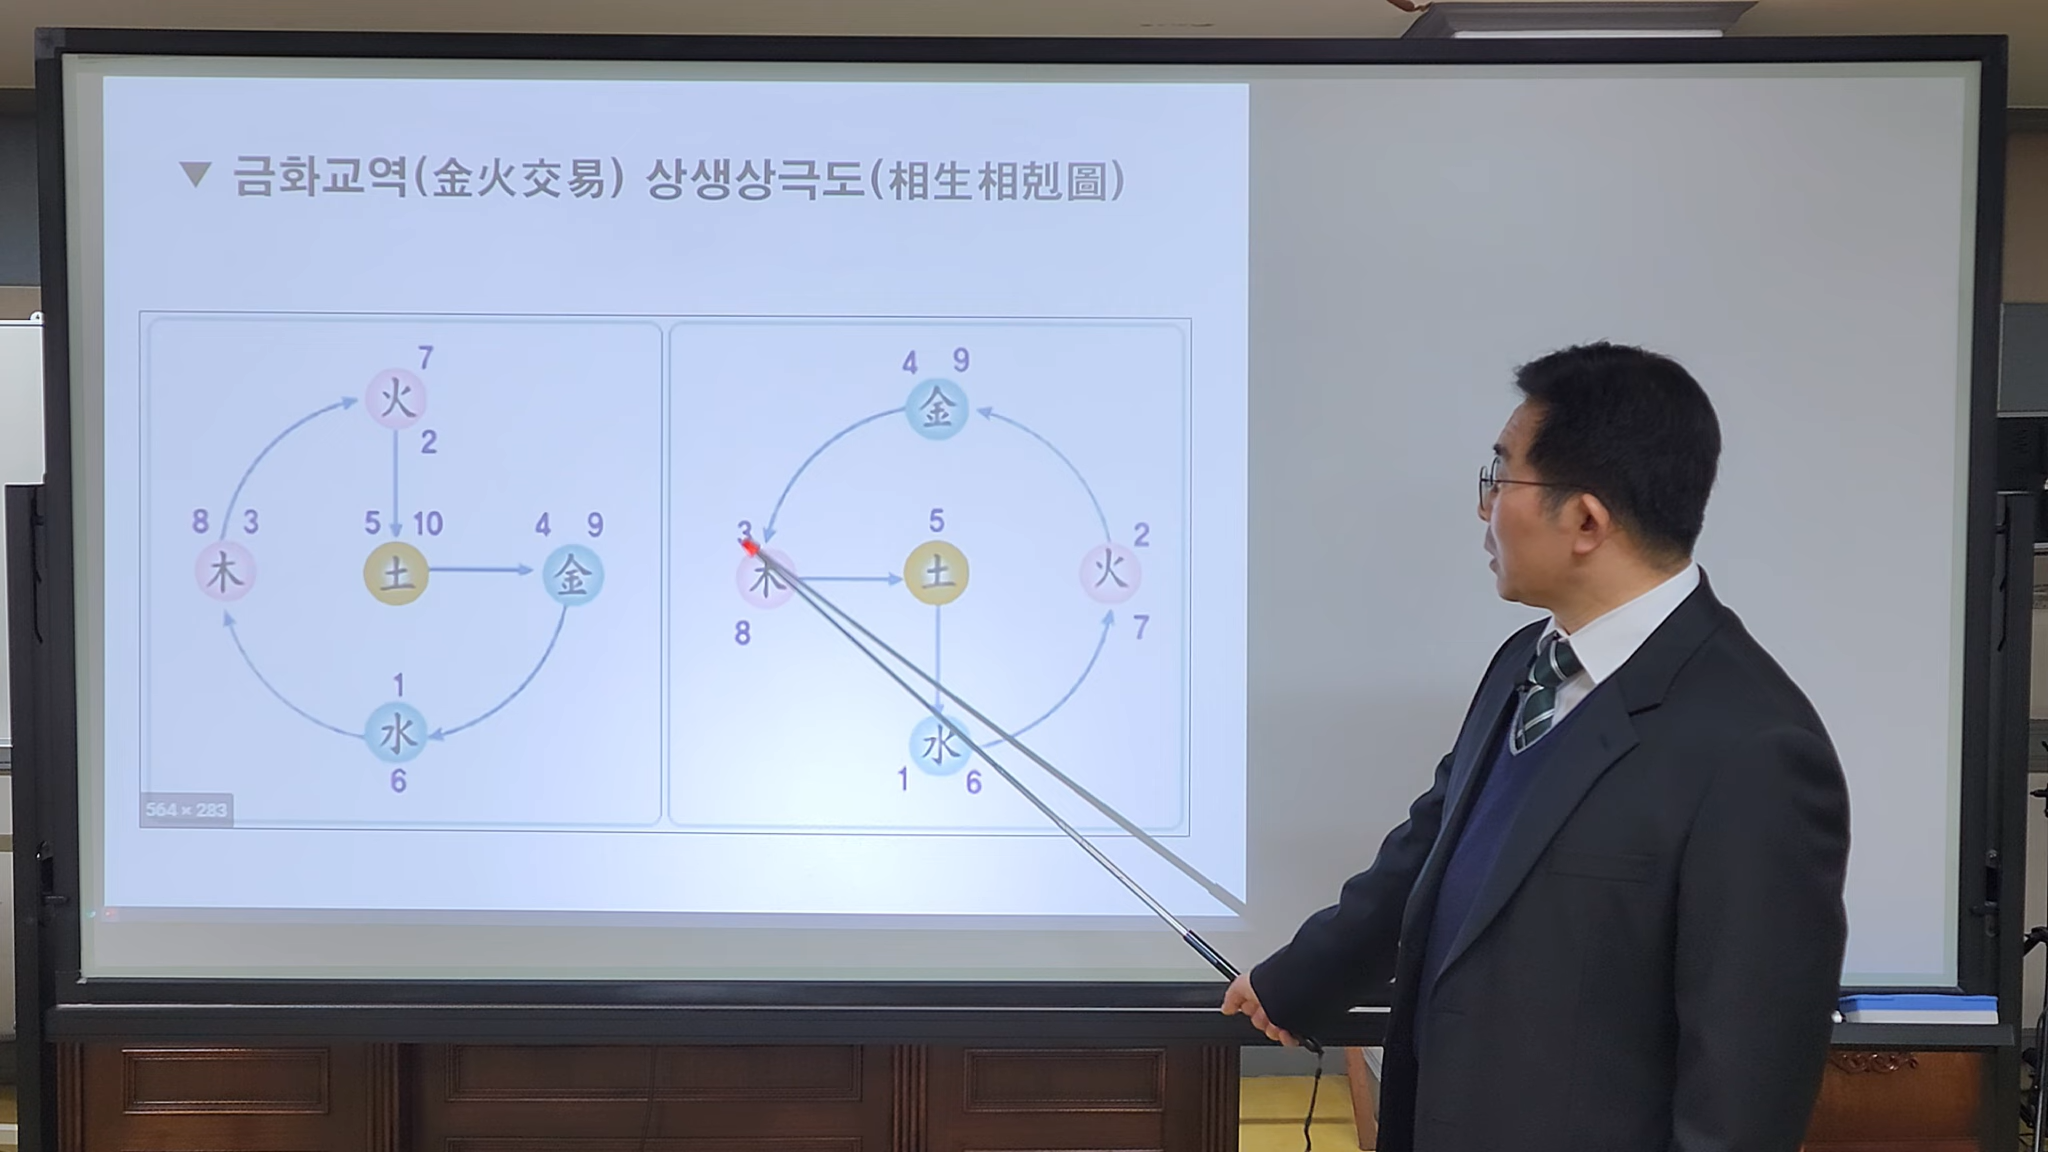 ▼ 금화교역(金火交易) 상생상극도(相生相剋圖)
7
火
2
8 3
木
5 10
土
4 9
金
1
水
6
564 × 283
4 9
金
3
木
8
5
土
2
火
7
水
1 6